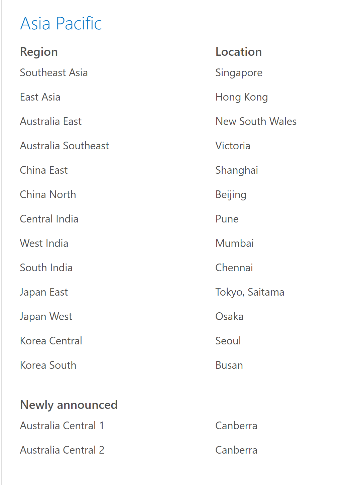 Asia Pacific
Region Location
Southeast Asia Singapore
East Asia Hong Kong
Australia East New South Wales
Australia Southeast Victoria
China East Shanghai
China North Beijing
Central India Pune
West India Mumbai
South India Chennai
Japan East Tokyo, Saitama
Japan West Osaka
Korea Central Seoul
Korea South Busan
Newly announced
Australia Central 1 Canberra
Australia Central 2 Canberra